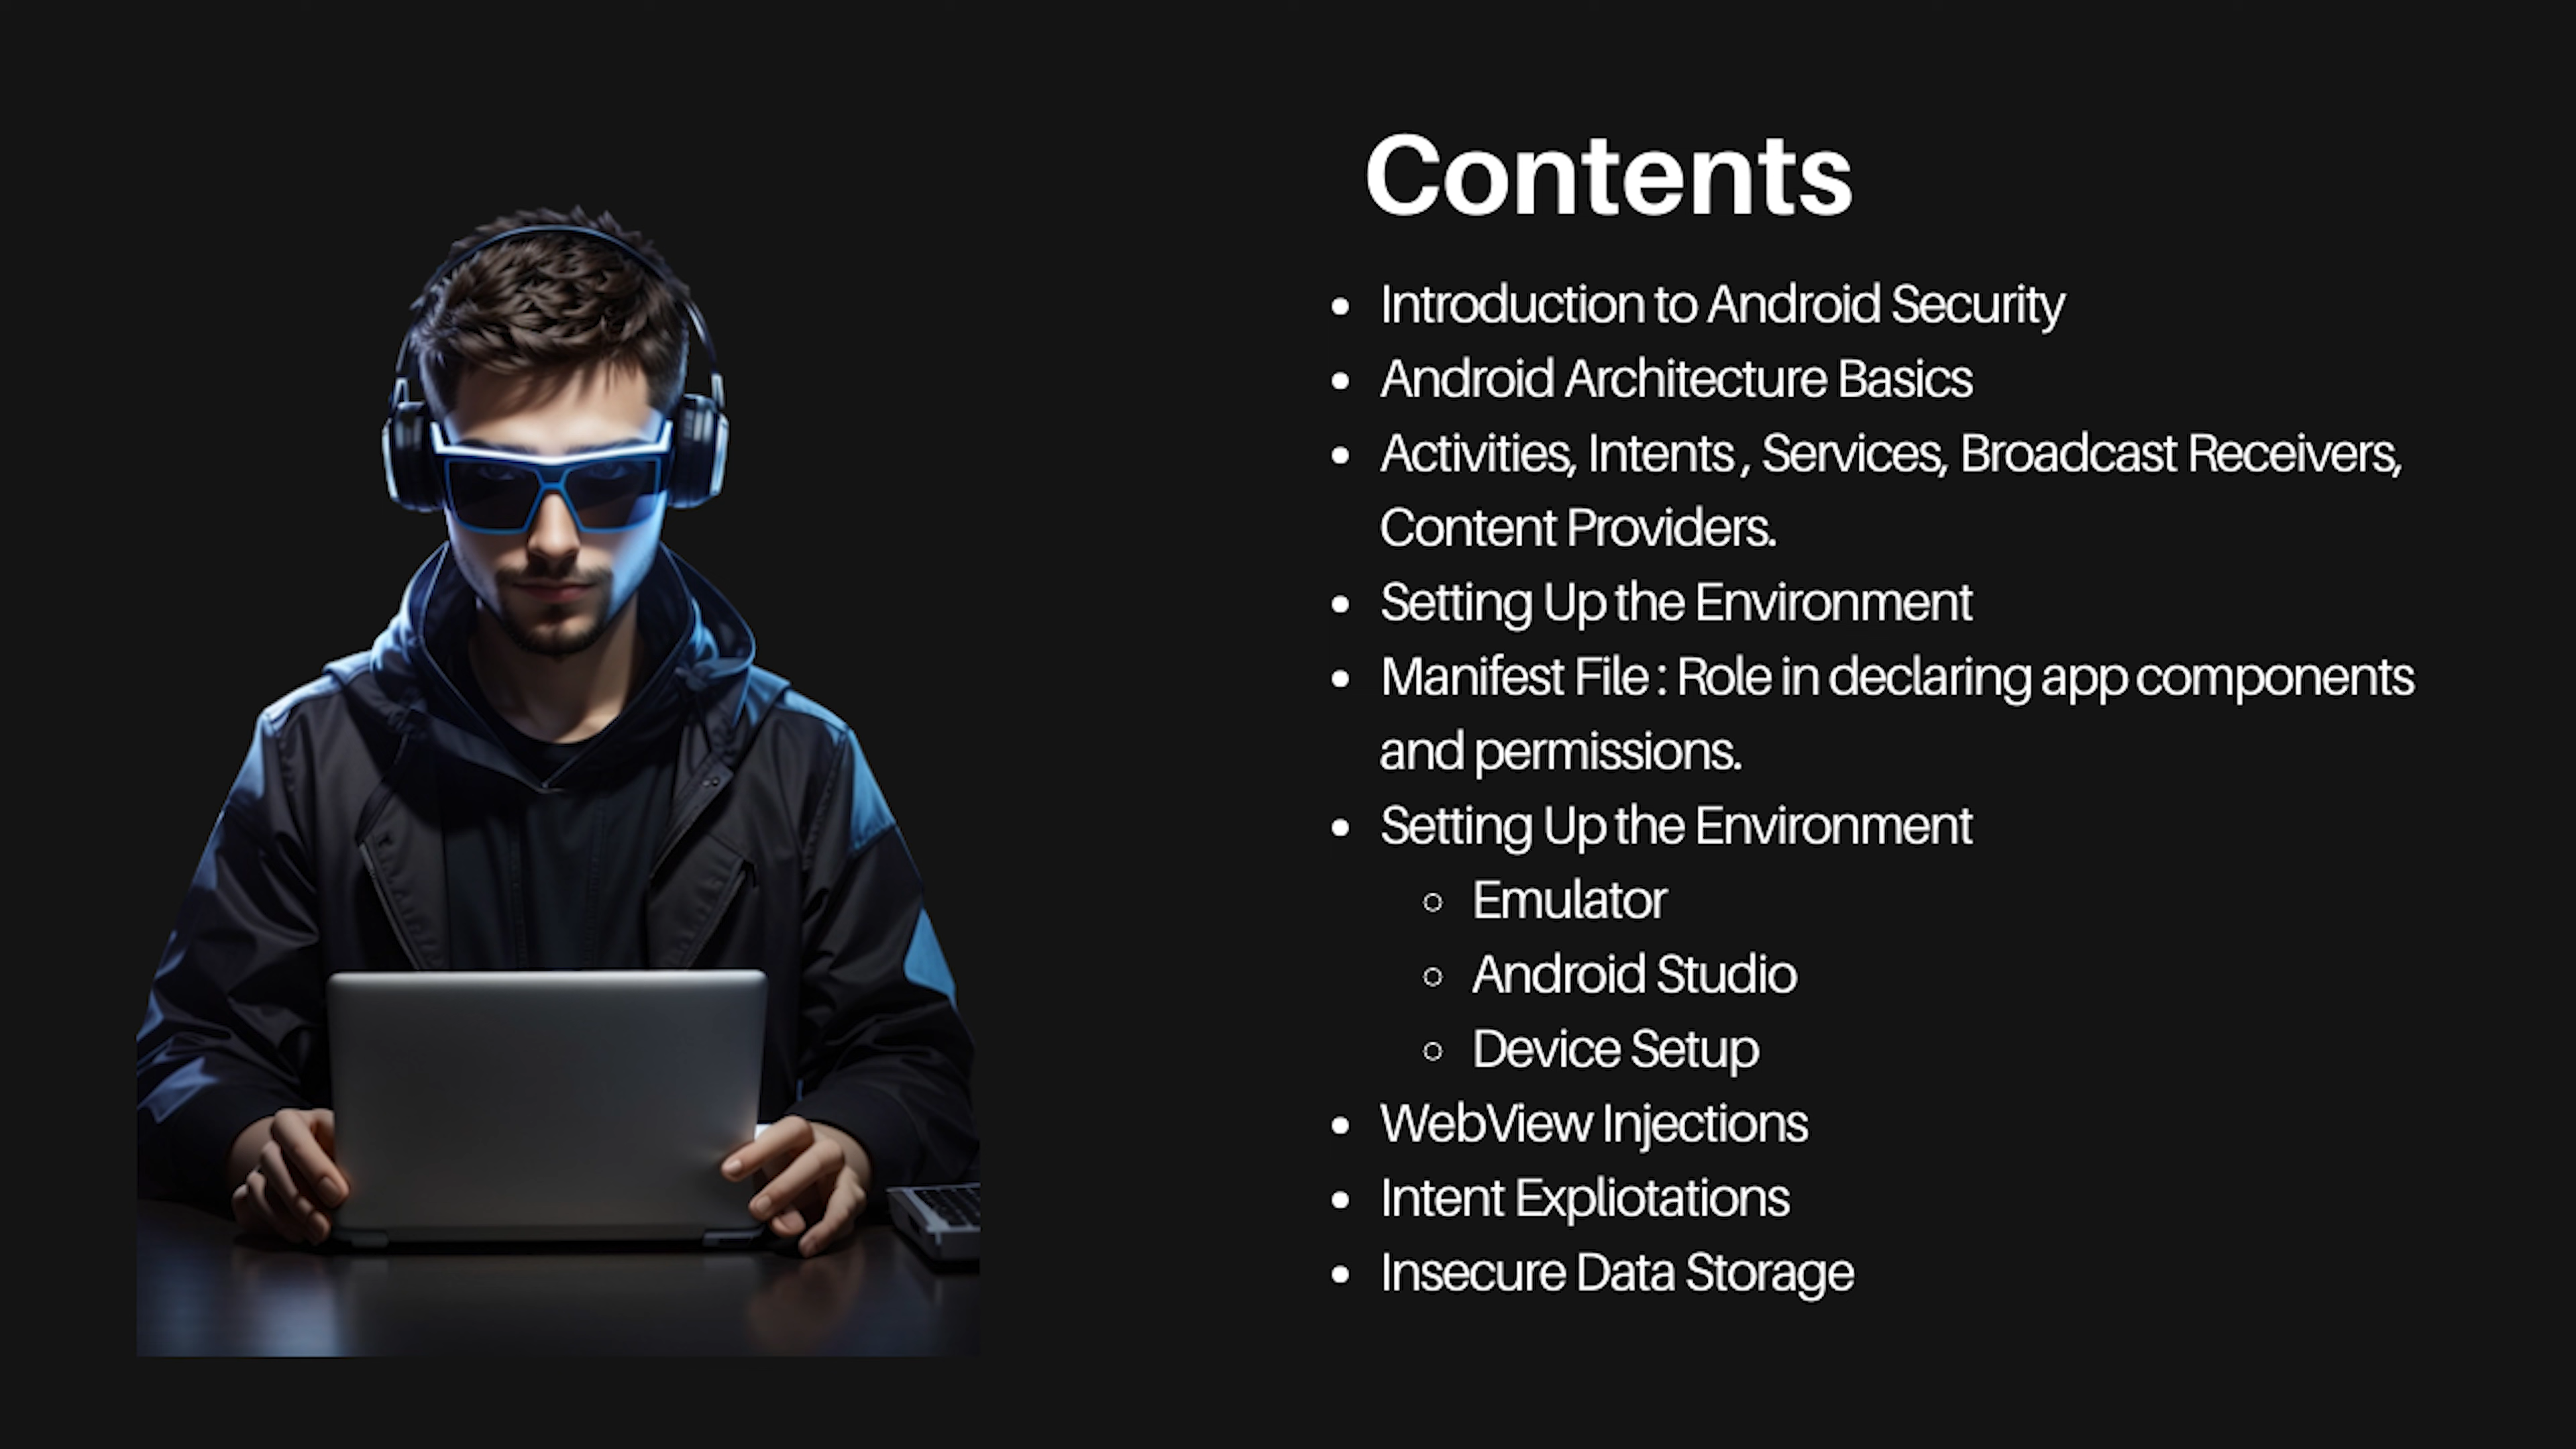 Contents
• Introduction to Android Security
• Android Architecture Basics
• Activities, Intents , Services, Broadcast Receivers,
Content Providers.
• Setting Up the Environment
• Manifest File : Role in declaring app components
and permissions.
• Setting Up the Environment
○ Emulator
○ Android Studio
○ Device Setup
• WebView Injections
• Intent Expliotations
• Insecure Data Storage